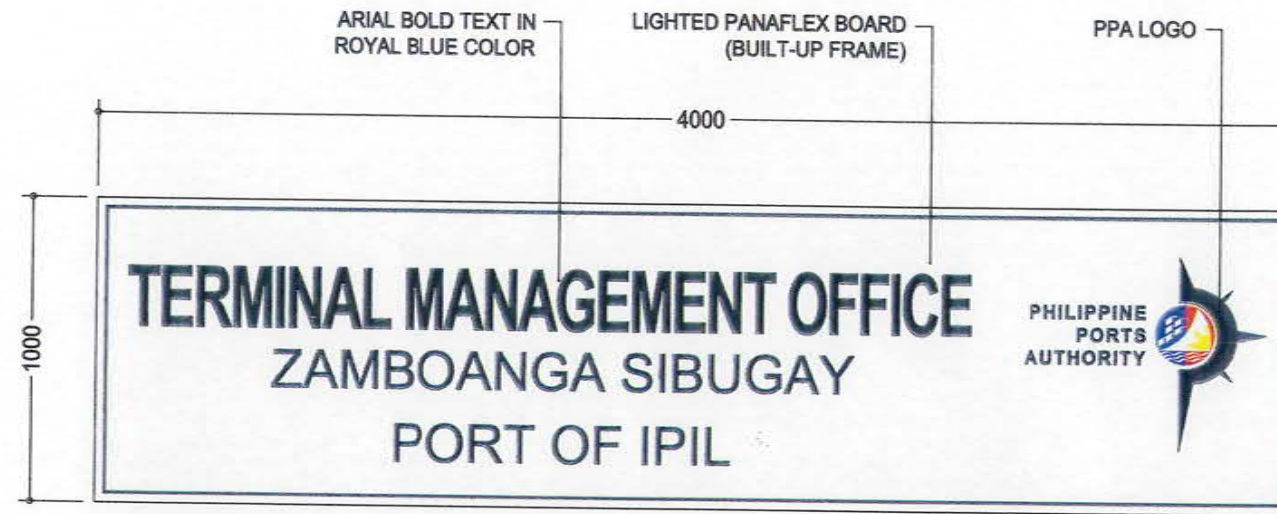 ARIAL BOLD TEXT IN
ROYAL BLUE COLOR
LIGHTED PANAFLEX BOARD
(BUILT-UP FRAME)
PPA LOGO
4000
1000
TERMINAL MANAGEMENT OFFICE
ZAMBOANGA SIBUGAY
PORT OF IPIL
PHILIPPINE
PORTS
AUTHORITY